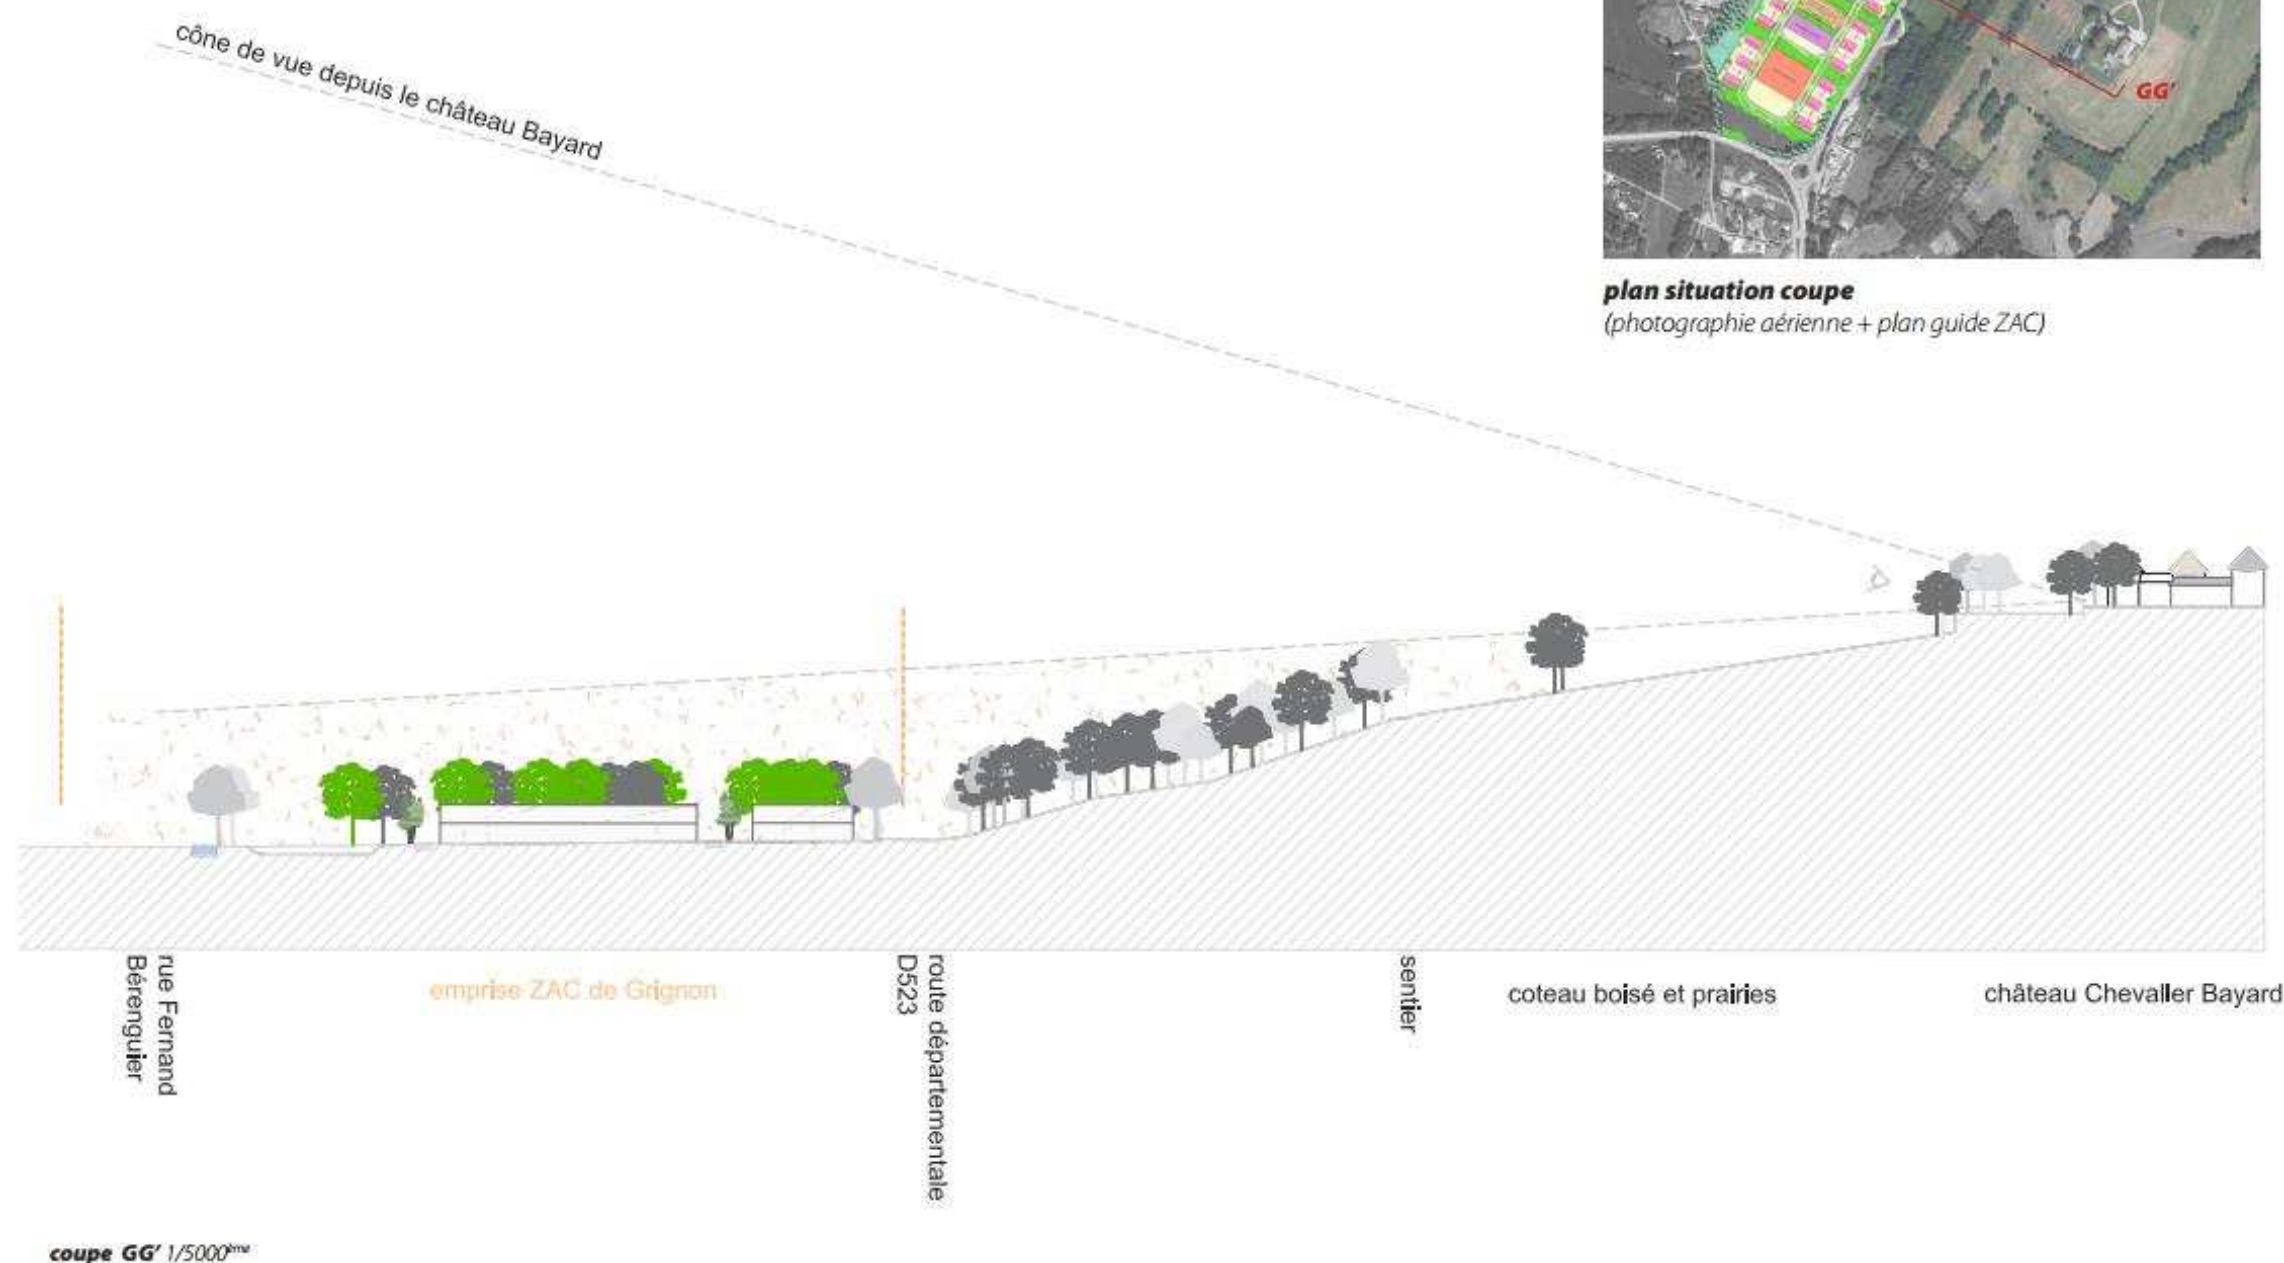 cône de vue depuis le château Bayard
GG'
plan situation coupe
(photographie aérienne + plan guide ZAC)
rue Fernand
Bérenguier
emprise ZAC de Grignon
route départementale
D523
sentier
coteau boisé et prairies
château Chevalier Bayard
coupe GG' 1/5000ème